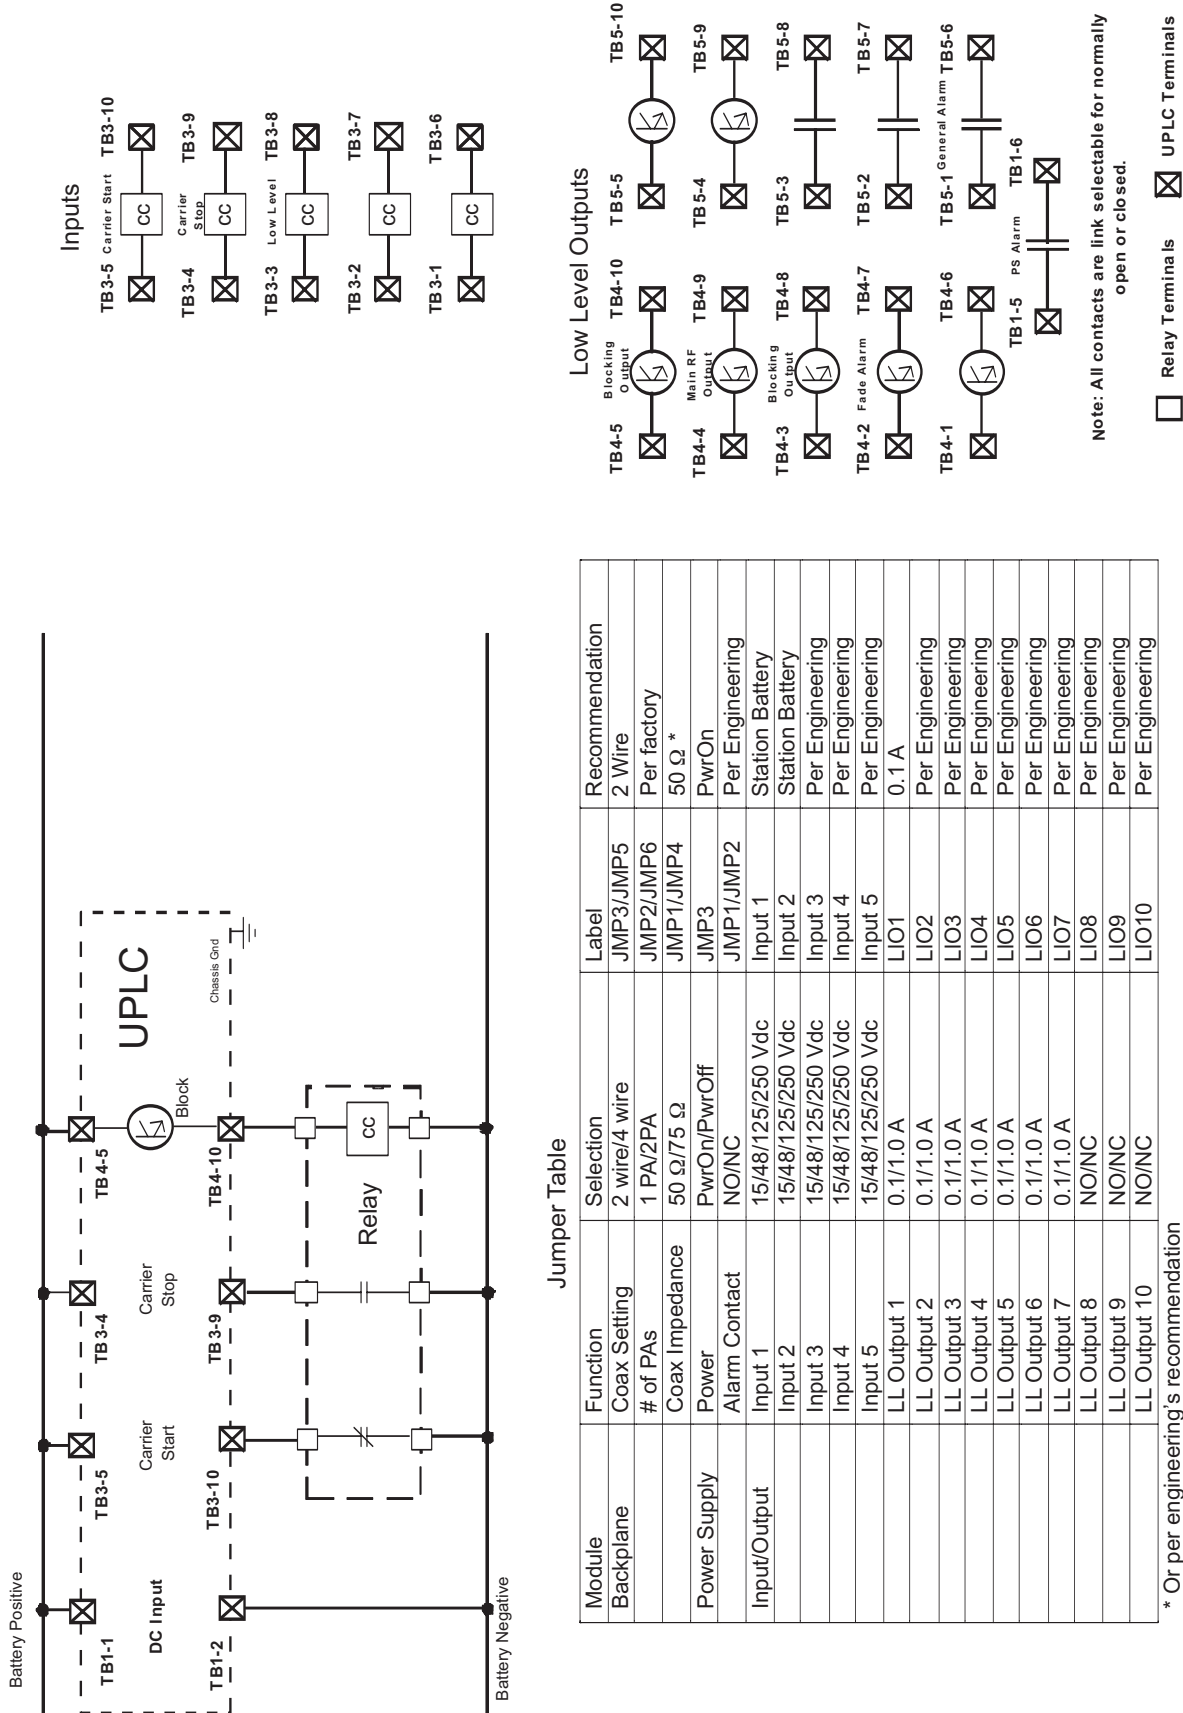 Battery Positive
UPLC
Chassis Gnd
TB1-1
TB3-5
TB3-4
TB4-5
DC Input
Carrier
Start
Carrier
Stop
Block
TB1-2
TB3-10
TB3-9
TB4-10
Relay
CC
Battery Negative
Inputs
TB3-5 Carrier Start TB3-10
CC
TB3-4 Carrier
Stop TB3-9
CC
TB3-3 Low Level TB3-8
CC
TB3-2 TB3-7
CC
TB3-1 TB3-6
CC
Jumper Table
Module Function Selection Label Recommendation
Backplane Coax Setting 2 wire/4 wire JMP3/JMP5 2 Wire
# of PAs 1 PA/2PA JMP2/JMP6 Per factory
Coax Impedance 50 Ω/75 Ω JMP1/JMP4 50 Ω *
Power Supply Power PwrOn/PwrOff JMP3 PwrOn
Alarm Contact NO/NC JMP1/JMP2 Per Engineering
Input/Output Input 1 15/48/125/250 Vdc Input 1 Station Battery
Input 2 15/48/125/250 Vdc Input 2 Station Battery
Input 3 15/48/125/250 Vdc Input 3 Per Engineering
Input 4 15/48/125/250 Vdc Input 4 Per Engineering
Input 5 15/48/125/250 Vdc Input 5 Per Engineering
LL Output 1 0.1/1.0 A LIO1 0.1 A
LL Output 2 0.1/1.0 A LIO2 Per Engineering
LL Output 3 0.1/1.0 A LIO3 Per Engineering
LL Output 4 0.1/1.0 A LIO4 Per Engineering
LL Output 5 0.1/1.0 A LIO5 Per Engineering
LL Output 6 0.1/1.0 A LIO6 Per Engineering
LL Output 7 0.1/1.0 A LIO7 Per Engineering
LL Output 8 NO/NC LIO8 Per Engineering
LL Output 9 NO/NC LIO9 Per Engineering
LL Output 10 NO/NC LIO10 Per Engineering
* Or per engineering's recommendation
Low Level Outputs
TB4-5 Blocking
Output TB4-10 TB5-5 TB5-10
TB4-4 Main RF
Output TB4-9 TB5-4 TB5-9
TB4-3 Blocking
Output TB4-8 TB5-3 TB5-8
TB4-2 Fade Alarm TB4-7 TB5-2 TB5-7
TB4-1 TB4-6 TB5-1 General Alarm TB5-6
TB1-5 PS Alarm TB1-6
Note: All contacts are link selectable for normally
open or closed.
Relay Terminals UPLC Terminals